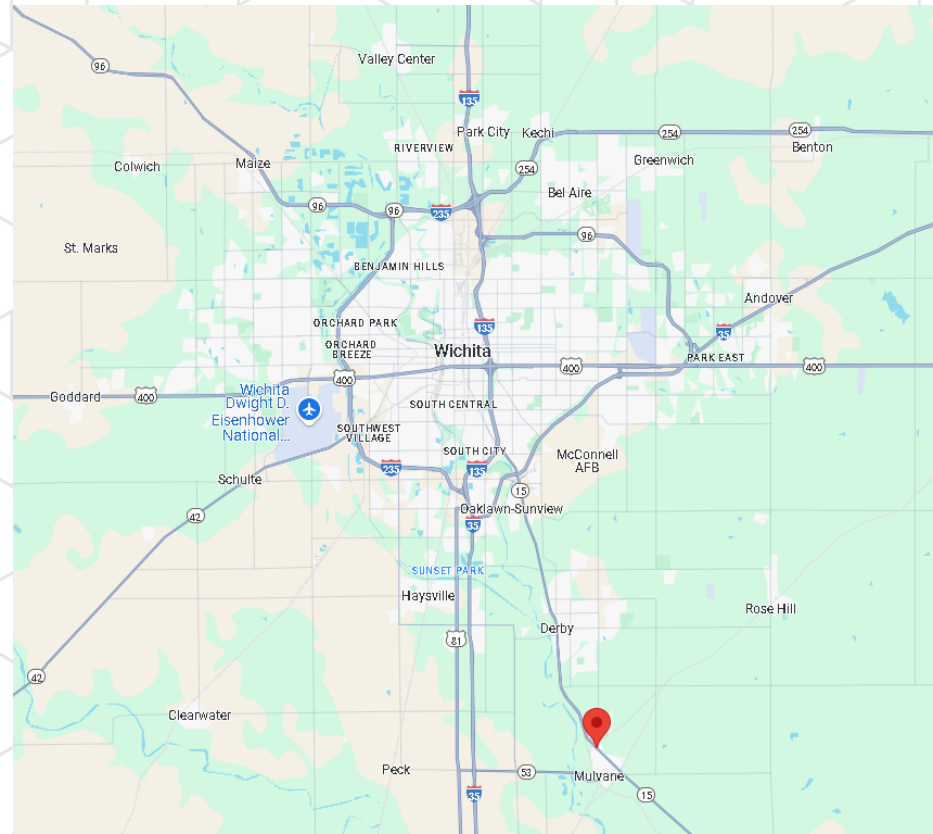 Valley Center
96
135
Park City
Kechi
254
254
Benton
RIVERVIEW
Greenwich
Maize
Colwich
254
Bel Aire
96
96
235
96
St. Marks
BENJAMIN HILLS
Andover
ORCHARD PARK
135
35
ORCHARD
BREEZE
Wichita
PARK EAST
400
400
400
Goddard
400
Wichita
Dwight D.
Eisenhower
National...
SOUTH CENTRAL
SOUTHWEST
VILLAGE
SOUTH CITY
McConnell
AFB
235
135
Schulte
15
42
Oaklawn-Sunview
35
SUNSET PARK
Haysville
Rose Hill
Derby
81
42
Clearwater
Peck
53
Mulvane
35
15